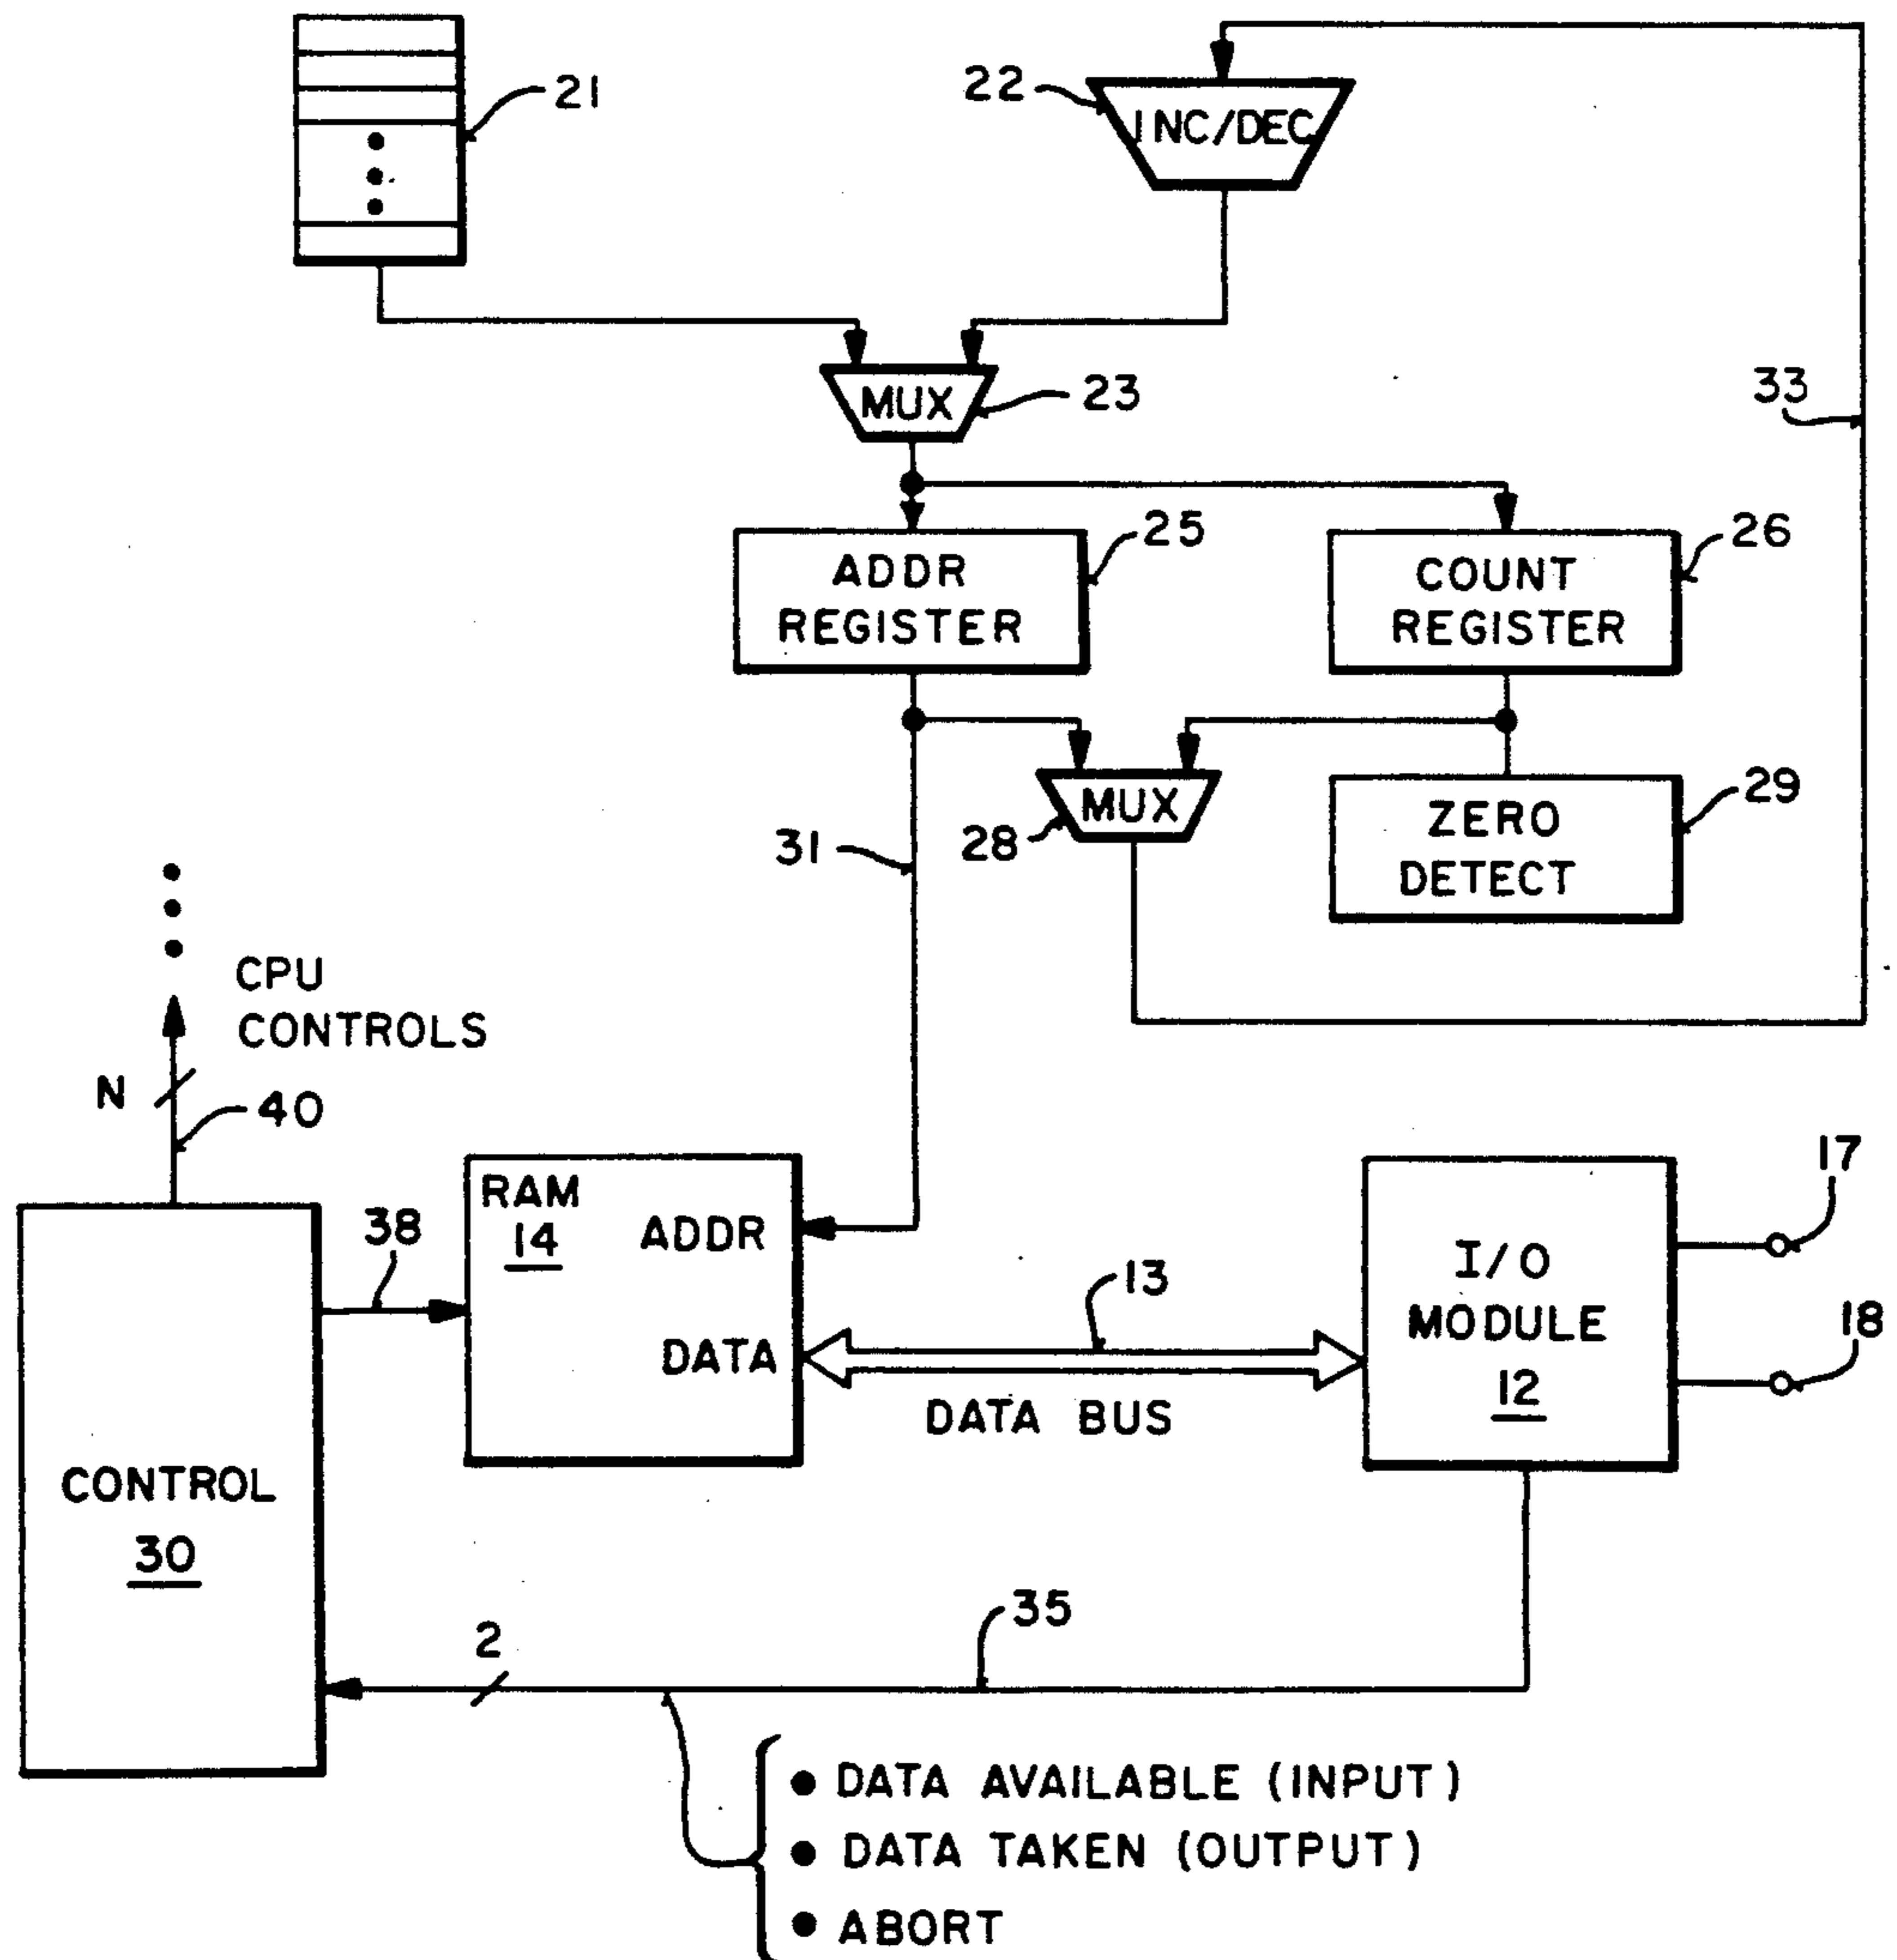 21
22
INC/DEC
MUX
23
33
ADDR
REGISTER
25
COUNT
REGISTER
26
MUX
28
ZERO
DETECT
29
31
CPU
CONTROLS
N
40
CONTROL
30
38
RAM
14
ADDR
DATA
13
DATA BUS
I/O
MODULE
12
17
18
2
35
DATA AVAILABLE (INPUT)
DATA TAKEN (OUTPUT)
ABORT